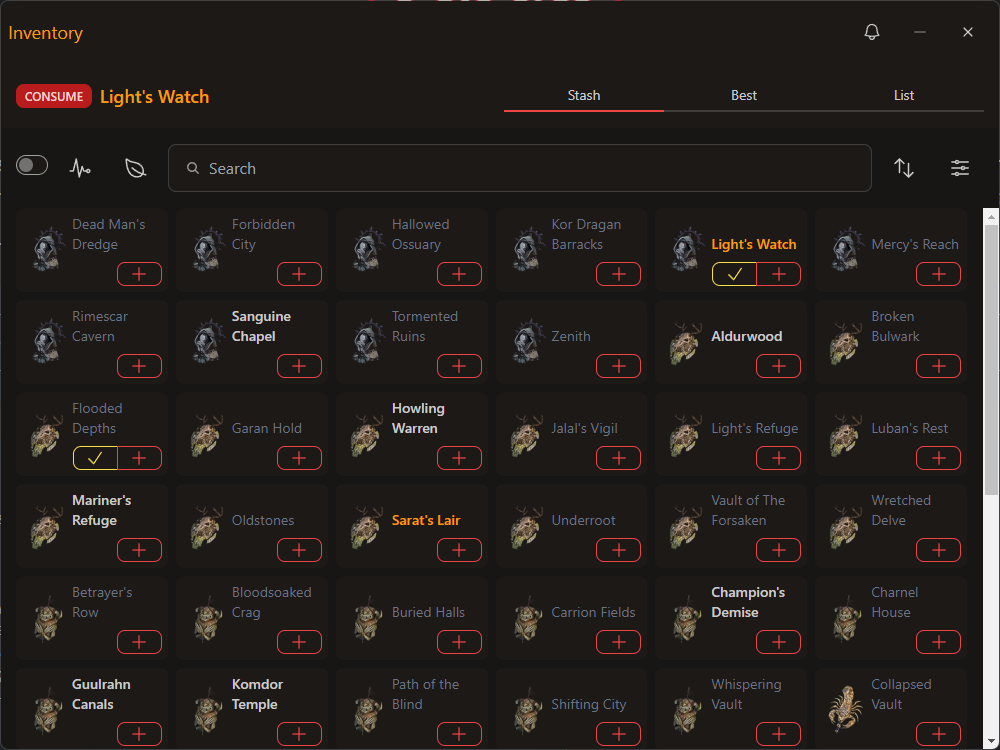 Inventory
CONSUME Light's Watch
Stash Best List
Search
Dead Man's
Dredge
Forbidden
City
Hallowed
Ossuary
Kor Dragan
Barracks
Light's Watch
Mercy's Reach
Rimescar
Cavern
Sanguine
Chapel
Tormented
Ruins
Zenith
Aldurwood
Broken
Bulwark
Flooded
Depths
Garan Hold
Howling
Warren
Jalal's Vigil
Light's Refuge
Luban's Rest
Mariner's
Refuge
Oldstones
Sarat's Lair
Underroot
Vault of The
Forsaken
Wretched
Delve
Betrayer's
Row
Bloodsoaked
Crag
Buried Halls
Carrion Fields
Champion's
Demise
Charnel
House
Guulrahn
Canals
Komdor
Temple
Path of the
Blind
Shifting City
Whispering
Vault
Collapsed
Vault